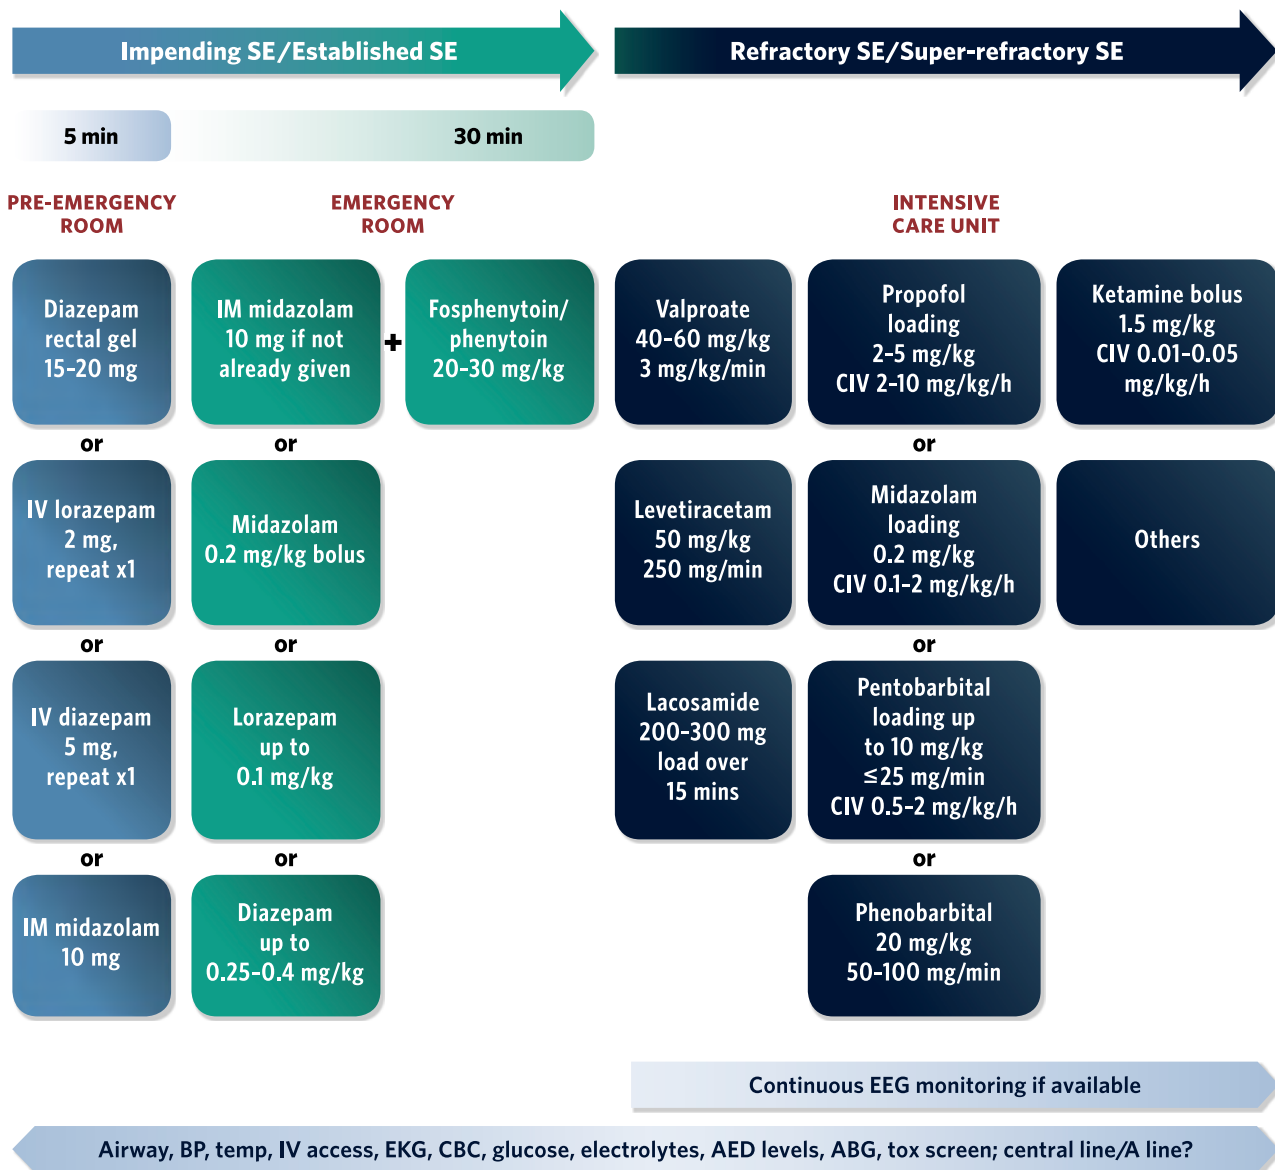 Impending SE/Established SE
Refractory SE/Super-refractory SE
5 min
30 min
PRE-EMERGENCY
ROOM
EMERGENCY
ROOM
INTENSIVE
CARE UNIT
Diazepam
rectal gel
15–20 mg
or
IV lorazepam
2 mg,
repeat x1
or
IV diazepam
5 mg,
repeat x1
or
IM midazolam
10 mg
IM midazolam
10 mg if not
already given
or
Midazolam
0.2 mg/kg bolus
or
Lorazepam
up to
0.1 mg/kg
or
Diazepam
up to
0.25–0.4 mg/kg
+
Fosphenytoin/
phenytoin
20–30 mg/kg
Valproate
40–60 mg/kg
3 mg/kg/min
Levetiracetam
50 mg/kg
250 mg/min
Lacosamide
200–300 mg
load over
15 mins
Propofol
loading
2–5 mg/kg
CIV 2–10 mg/kg/h
or
Midazolam
loading
0.2 mg/kg
CIV 0.1–2 mg/kg/h
or
Pentobarbital
loading up
to 10 mg/kg
≤25 mg/min
CIV 0.5–2 mg/kg/h
or
Phenobarbital
20 mg/kg
50–100 mg/min
Ketamine bolus
1.5 mg/kg
CIV 0.01–0.05
mg/kg/h
Others
Continuous EEG monitoring if available
Airway, BP, temp, IV access, EKG, CBC, glucose, electrolytes, AED levels, ABG, tox screen; central line/A line?